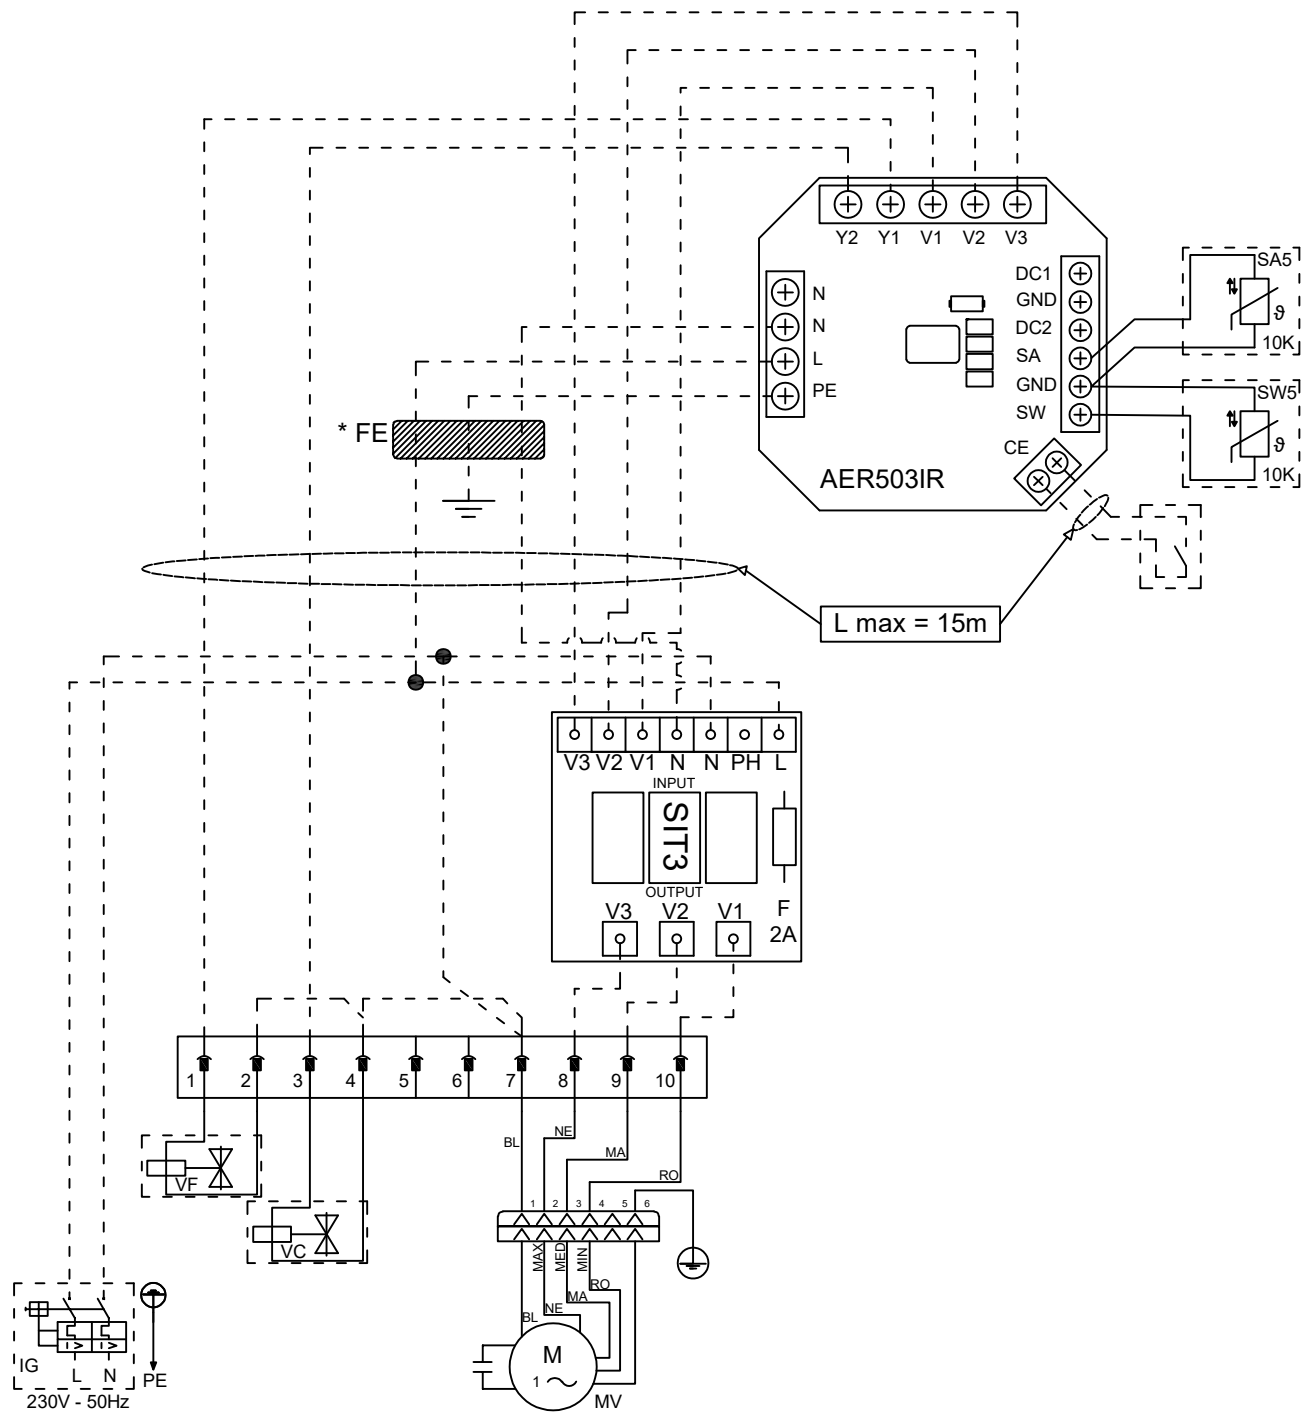 Y2 Y1 V1 V2 V3
N
N
L
PE
DC1
GND
DC2
SA
GND
SW
CE
AER503IR
SA5
ϑ
10K
SW5
ϑ
10K
* FE
L max = 15m
V3 V2 V1 N N PH L
INPUT
SIT3
OUTPUT
V3 V2 V1
F
2A
1 2 3 4 5 6 7 8 9 10
VF
VC
BL NE MA RO
1 2 3 4 5 6
MAX MED MIN
BL NE MA RO
M
1
MV
IG
L N
PE
230V - 50Hz